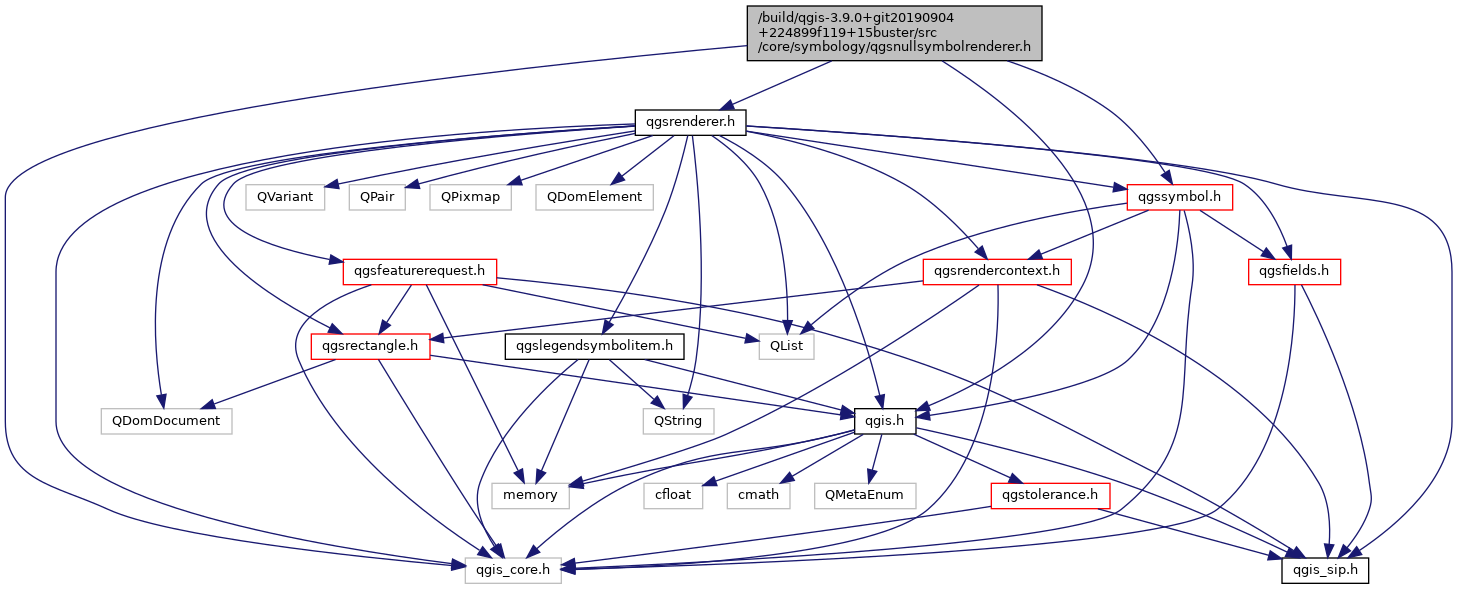 /build/qgis-3.9.0+git20190904
+224899f119+15buster/src
/core/symbology/qgsnullsymbolrenderer.h
qgsrenderer.h
QVariant
QPair
QPixmap
QDomElement
qgssymbol.h
qgsfeaturerequest.h
qgsrendercontext.h
qgsfields.h
qgsrectangle.h
qgslegendsymbolitem.h
QList
QDomDocument
QString
qgis.h
memory
cfloat
cmath
QMetaEnum
qgstolerance.h
qgis_core.h
qgis_sip.h